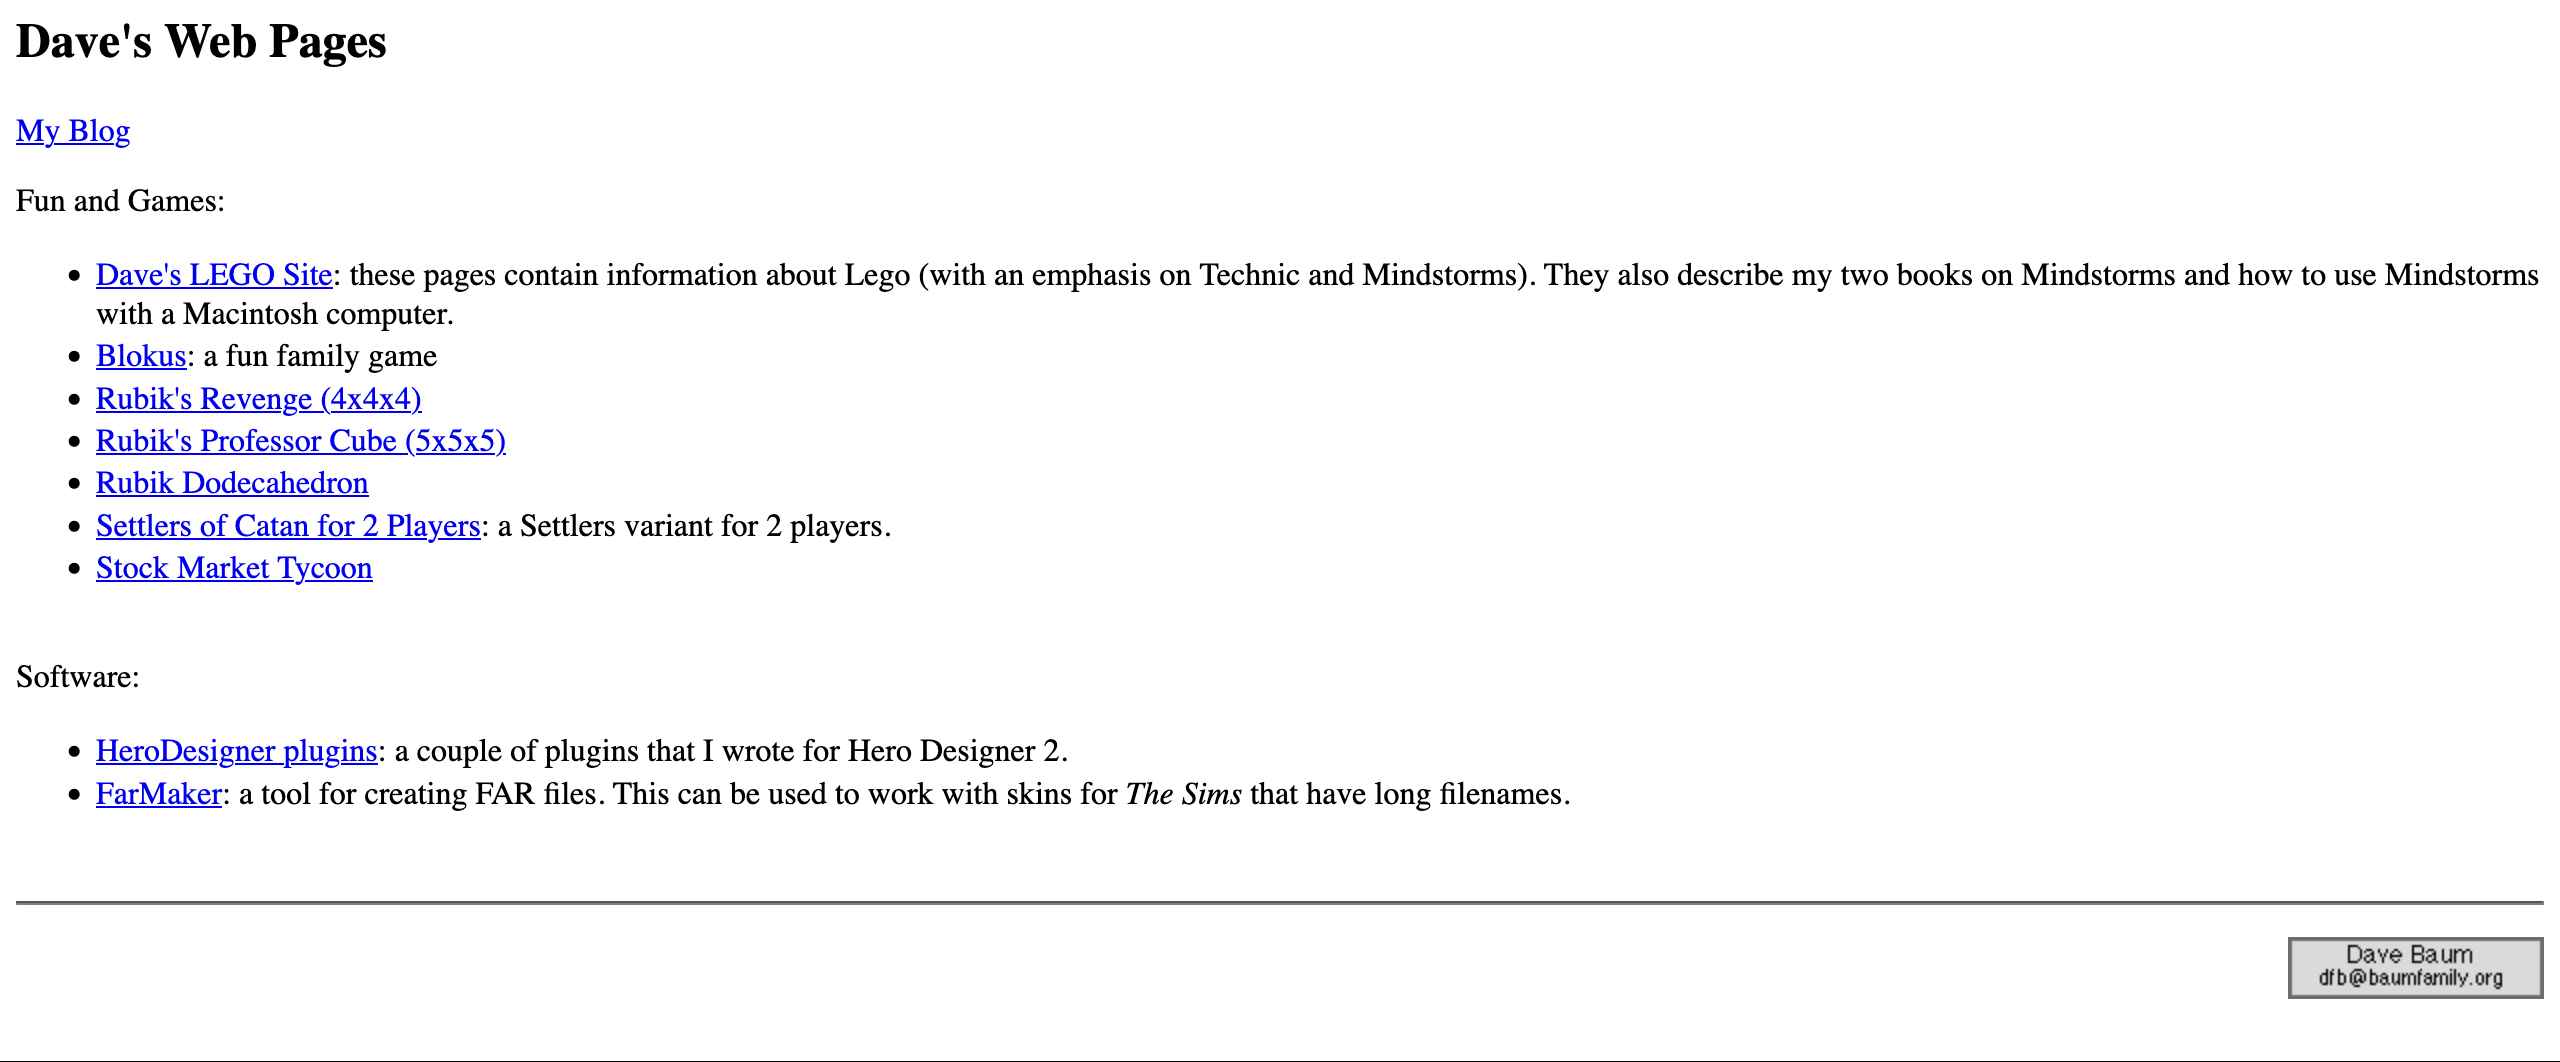 Dave's Web Pages
My Blog
Fun and Games:
Dave's LEGO Site: these pages contain information about Lego (with an emphasis on Technic and Mindstorms). They also describe my two books on Mindstorms and how to use Mindstorms
with a Macintosh computer.
Blokus: a fun family game
Rubik's Revenge (4x4x4)
Rubik's Professor Cube (5x5x5)
Rubik Dodecahedron
Settlers of Catan for 2 Players: a Settlers variant for 2 players.
Stock Market Tycoon
Software:
HeroDesigner plugins: a couple of plugins that I wrote for Hero Designer 2.
FarMaker: a tool for creating FAR files. This can be used to work with skins for The Sims that have long filenames.
Dave Baum
dfb@baumfamily.org